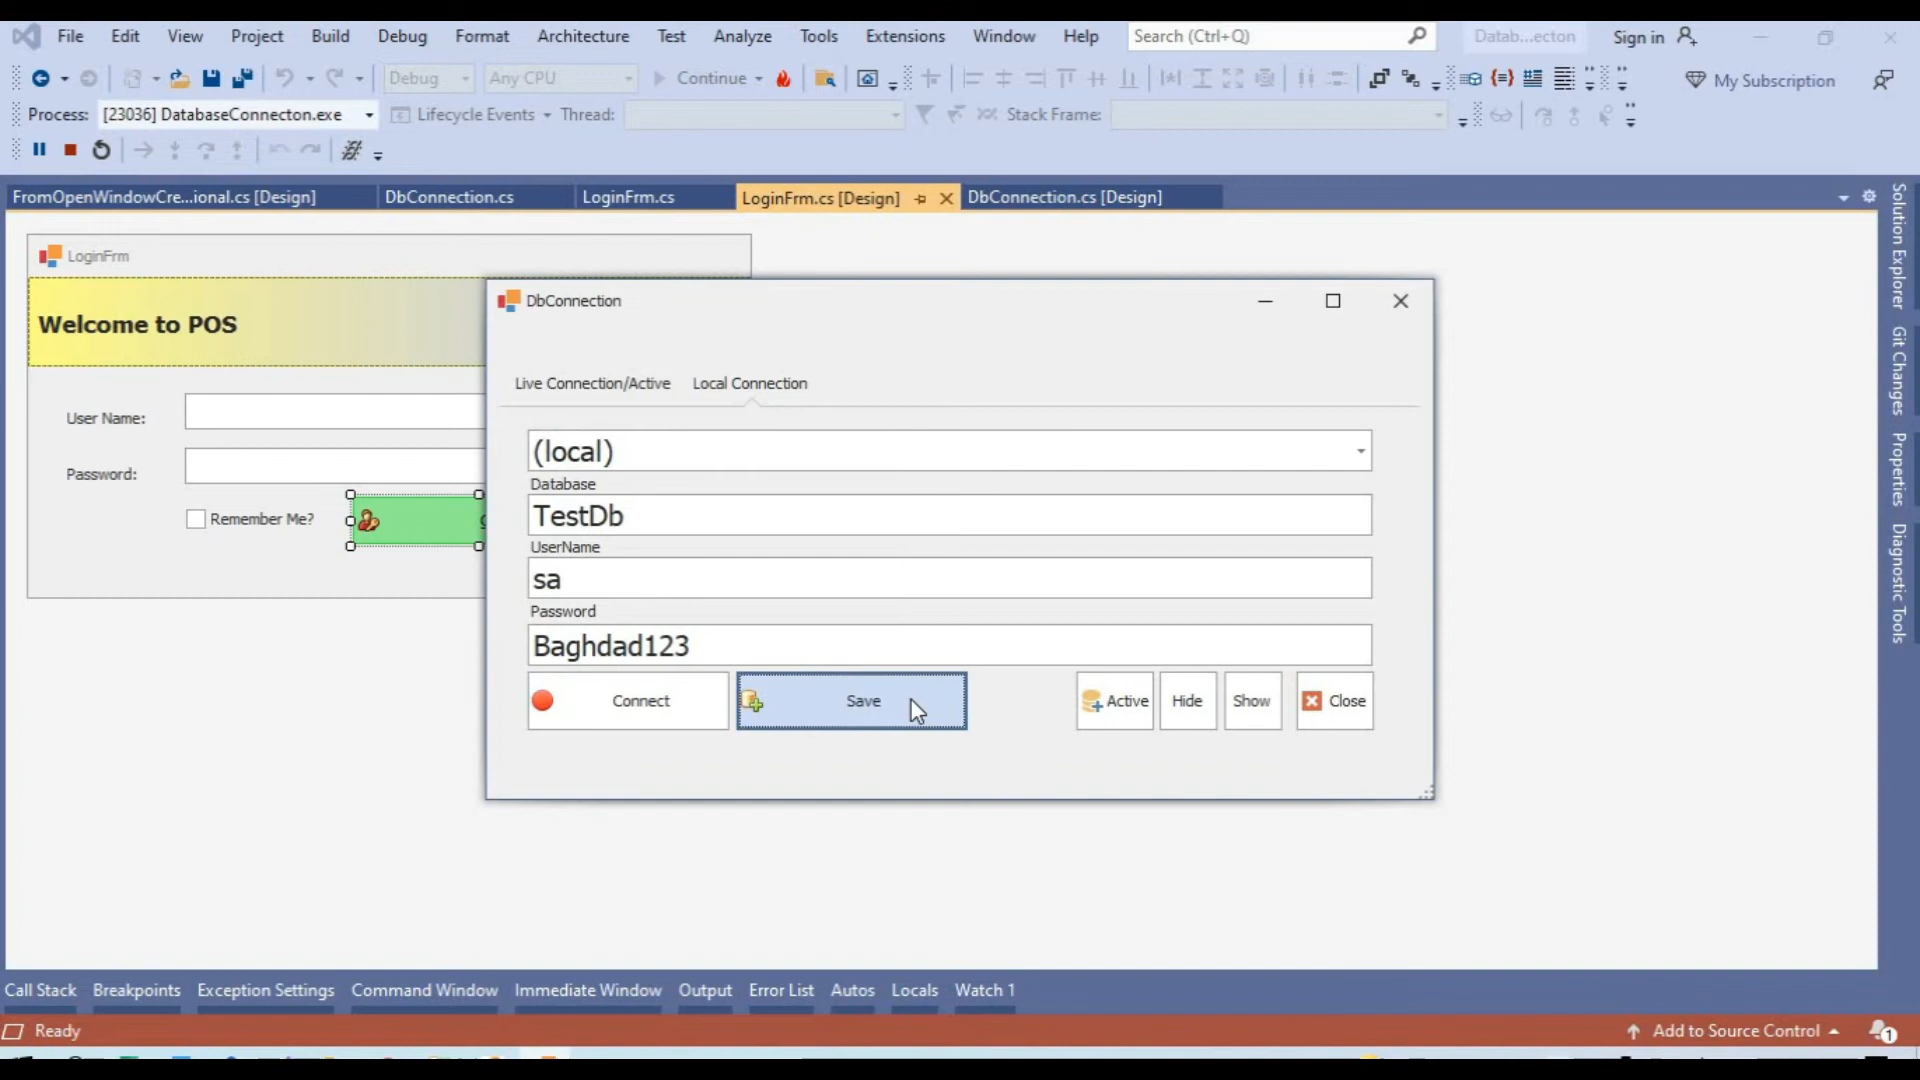 File Edit View Project Build Debug Format Architecture Test Analyze Tools Extensions Window Help Search (Ctrl+Q) Datab...ecton Sign in
Debug Any CPU Continue My Subscription
Process: [23036] DatabaseConnecton.exe Lifecycle Events Thread: Stack Frame:
FromOpenWindowCre...ional.cs [Design] DbConnection.cs LoginFrm.cs LoginFrm.cs [Design] DbConnection.cs [Design]
LoginFrm
Welcome to POS
User Name:
Password:
Remember Me?
DbConnection
Live Connection/Active Local Connection
(local)
Database
TestDb
UserName
sa
Password
Baghdad123
Connect Save Active Hide Show Close
Solution Explorer
Git Changes
Properties
Diagnostic Tools
Call Stack Breakpoints Exception Settings Command Window Immediate Window Output Error List Autos Locals Watch 1
Ready Add to Source Control 1